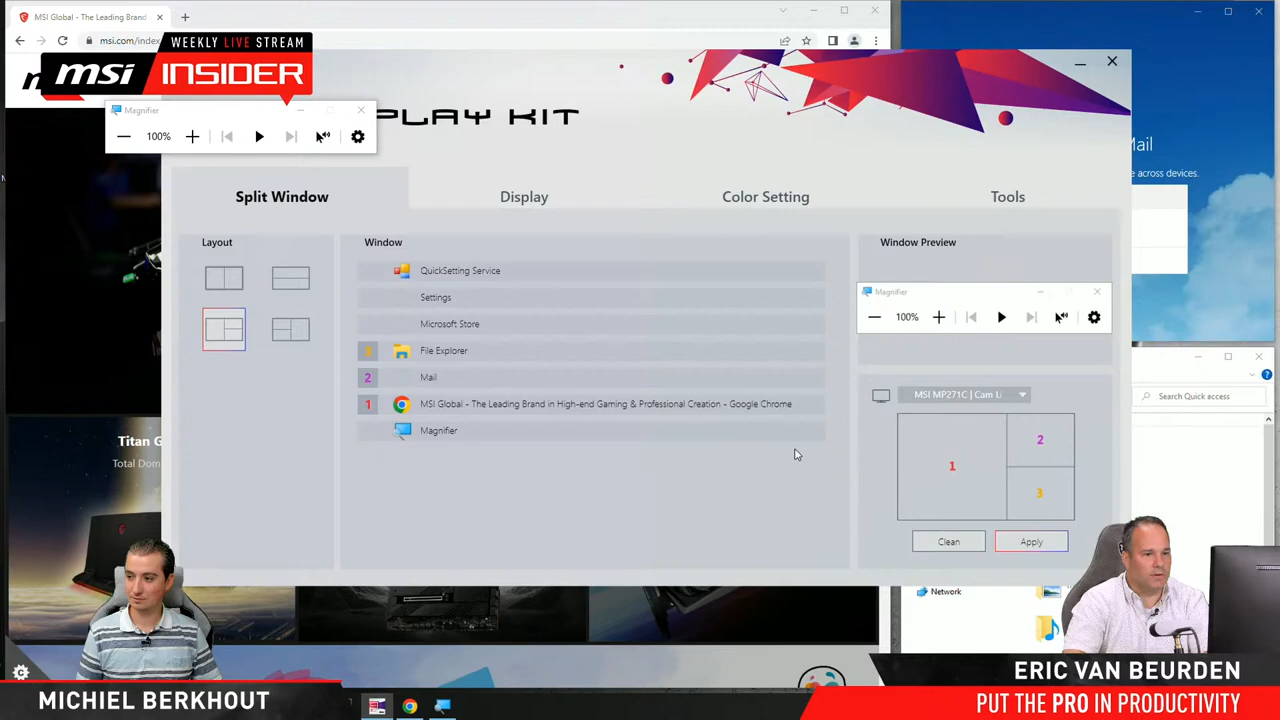 MSI Global - The Leading Brand
msi.com/index
WEEKLY LIVE STREAM
msi INSIDER
Magnifier
100%
PLAY KIT
Mail
e across devices.
Split Window
Display
Color Setting
Tools
Layout
Window
Window Preview
QuickSetting Service
Settings
Microsoft Store
3 File Explorer
2 Mail
1 MSI Global - The Leading Brand in High-end Gaming & Professional Creation - Google Chrome
Magnifier
Magnifier
100%
MSI MP271C | Cam Li
1
2
3
Clean
Apply
Search Quick access
Titan G
Total Dom
Network
MICHIEL BERKHOUT
ERIC VAN BEURDEN
PUT THE PRO IN PRODUCTIVITY